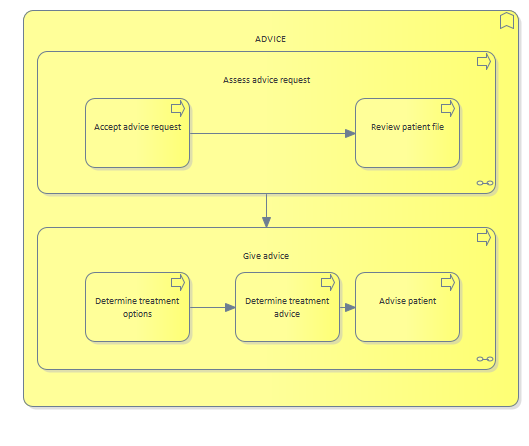 ADVICE
Assess advice request
Accept advice request
Review patient file
Give advice
Determine treatment
options
Determine treatment
advice
Advise patient